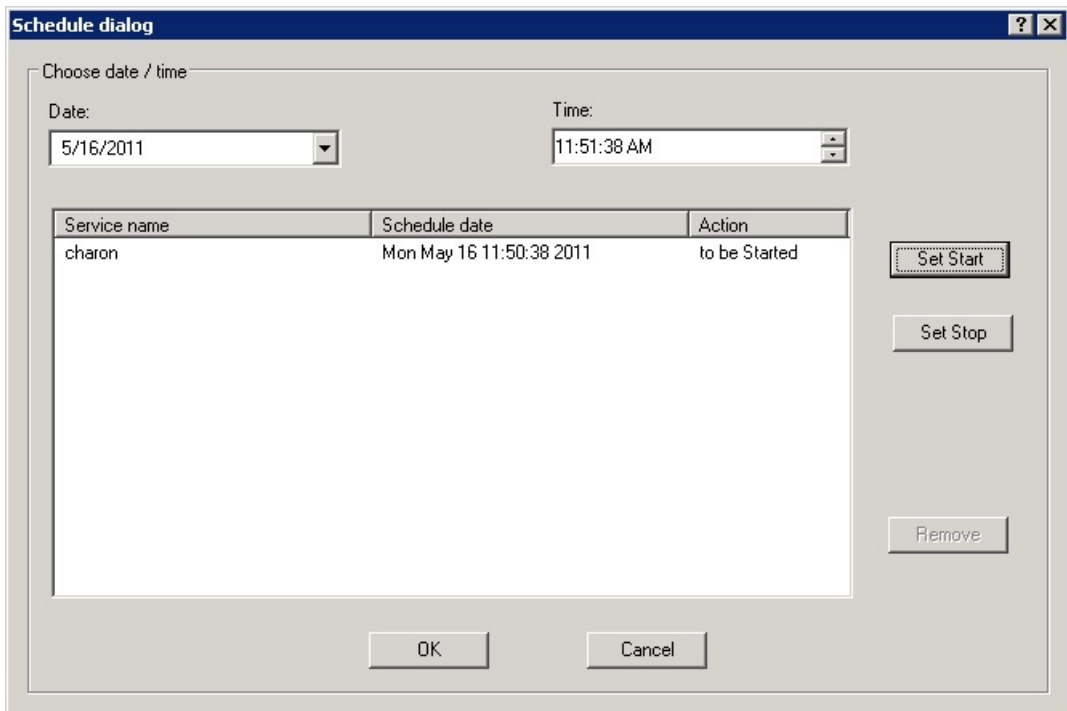 Schedule dialog
Choose date / time
Date:
Time:
5/16/2011
11:51:38 AM
Service name Schedule date Action
charon Mon May 16 11:50:38 2011 to be Started
Set Start
Set Stop
Remove
OK Cancel